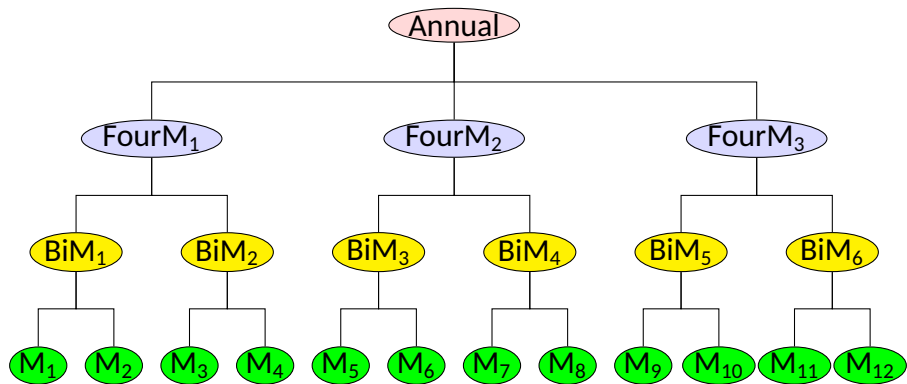 Annual
FourM₁ FourM₂ FourM₃
BiM₁ BiM₂ BiM₃ BiM₄ BiM₅ BiM₆
M₁ M₂ M₃ M₄ M₅ M₆ M₇ M₈ M₉ M₁₀ M₁₁ M₁₂